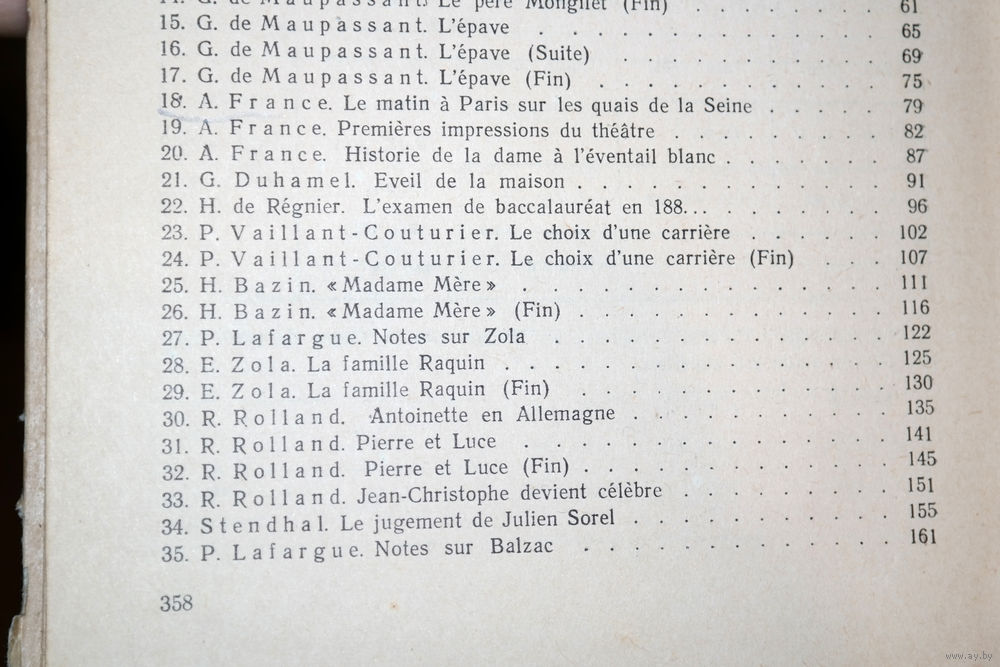 14. G. de Maupassant. Le père Mongilet (Fin) . . . . . . . . 61
15. G. de Maupassant. L'épave . . . . . . . . . . . . . 65
16. G. de Maupassant. L'épave (Suite) . . . . . . . . . . 69
17. G. de Maupassant. L'épave (Fin) . . . . . . . . . . . 75
18. A. France. Le matin à Paris sur les quais de la Seine . . . . . 79
19. A. France. Premières impressions du théâtre . . . . . . . . 82
20. A. France. Historie de la dame à l'éventail blanc . . . . . . . 87
21. G. Duhamel. Eveil de la maison . . . . . . . . . . . . . 91
22. H. de Régnier. L'examen de baccalauréat en 188... . . . . . . . 96
23. P. Vaillant-Couturier. Le choix d'une carrière . . . . . . 102
24. P. Vaillant-Couturier. Le choix d'une carrière (Fin) . . . 107
25. H. Bazin. «Madame Mère» . . . . . . . . . . . . . . . 111
26. H. Bazin. «Madame Mère» (Fin) . . . . . . . . . . . . . 116
27. P. Lafargue. Notes sur Zola . . . . . . . . . . . . . . 122
28. E. Zola. La famille Raquin . . . . . . . . . . . . . . . 125
29. E. Zola. La famille Raquin (Fin) . . . . . . . . . . . . 130
30. R. Rolland. Antoinette en Allemagne . . . . . . . . . . 135
31. R. Rolland. Pierre et Luce . . . . . . . . . . . . . . 141
32. R. Rolland. Pierre et Luce (Fin) . . . . . . . . . . . . 145
33. R. Rolland. Jean-Christophe devient célèbre . . . . . . . . 151
34. Stendhal. Le jugement de Julien Sorel . . . . . . . . . . 155
35. P. Lafargue. Notes sur Balzac . . . . . . . . . . . . . 161
358
www.ay.by